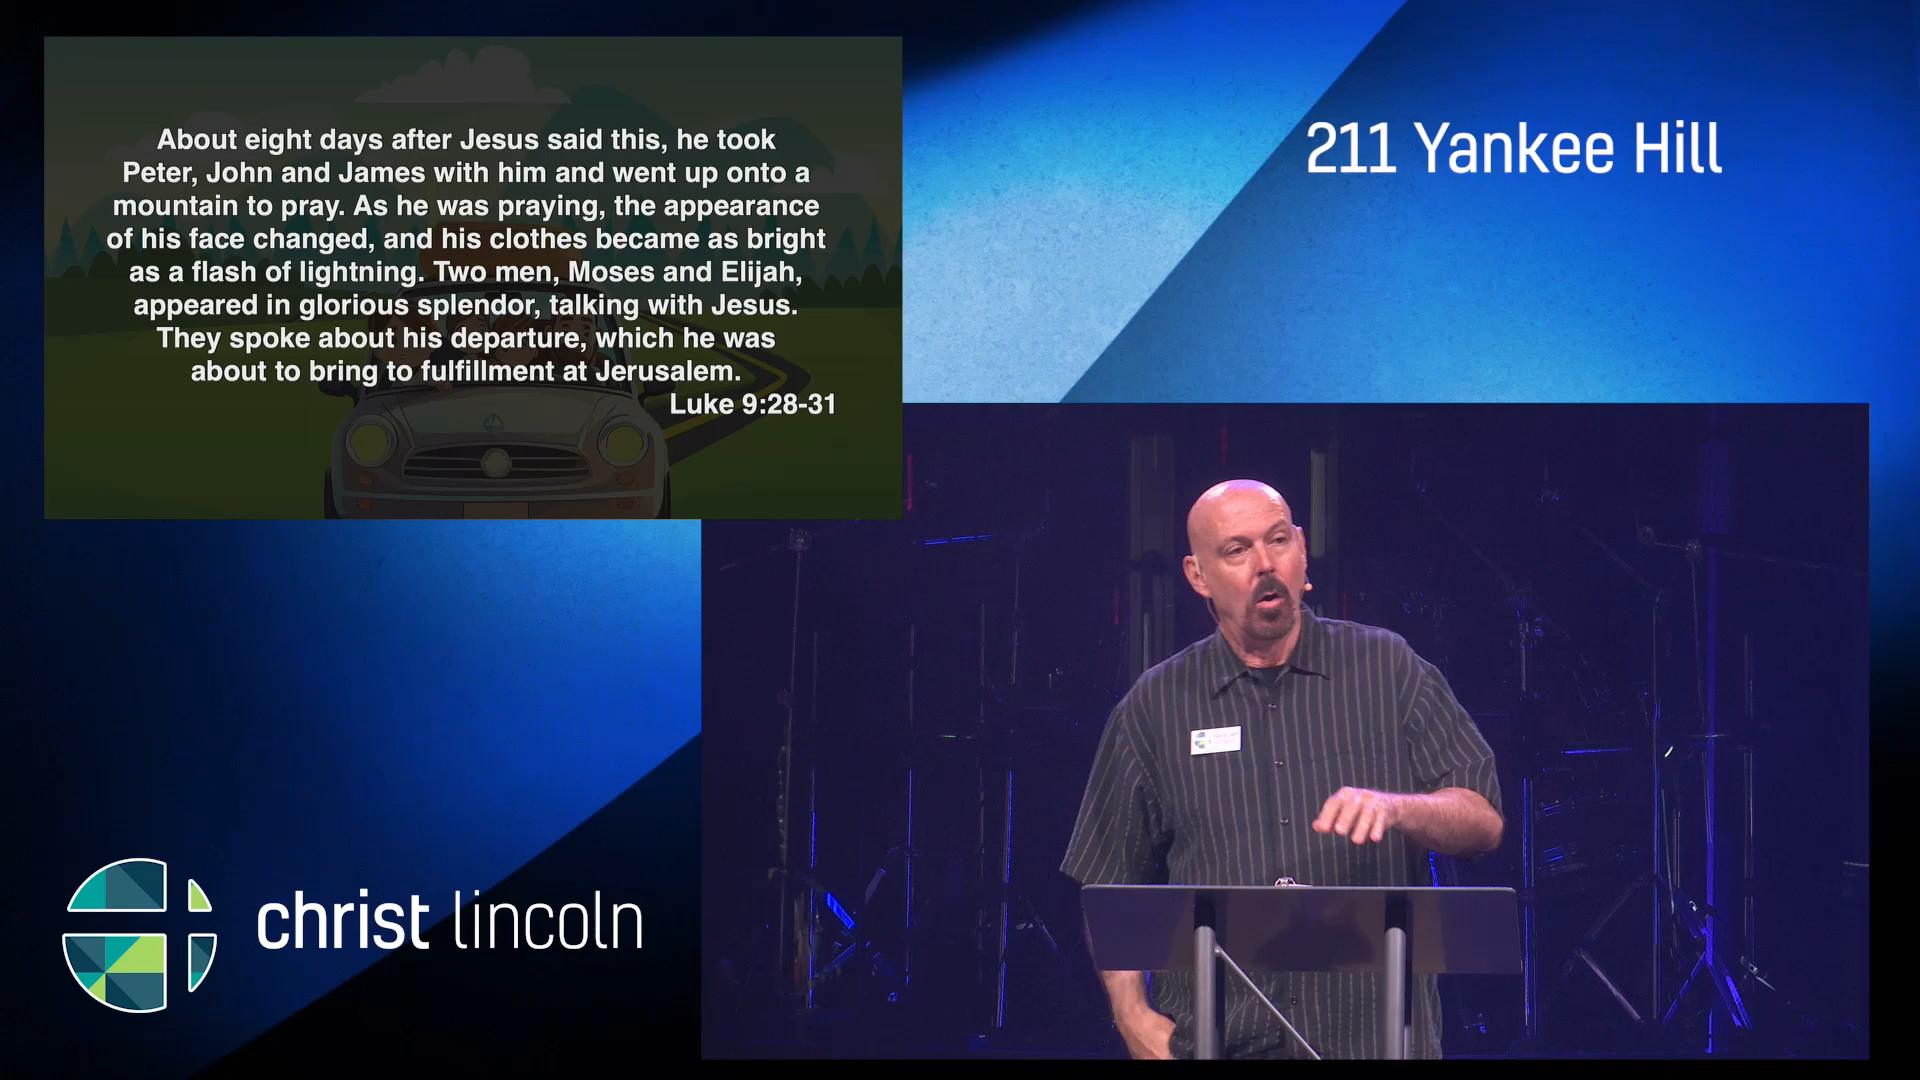 About eight days after Jesus said this, he took
Peter, John and James with him and went up onto a
mountain to pray. As he was praying, the appearance
of his face changed, and his clothes became as bright
as a flash of lightning. Two men, Moses and Elijah,
appeared in glorious splendor, talking with Jesus.
They spoke about his departure, which he was
about to bring to fulfillment at Jerusalem.
Luke 9:28-31
211 Yankee Hill
christ lincoln